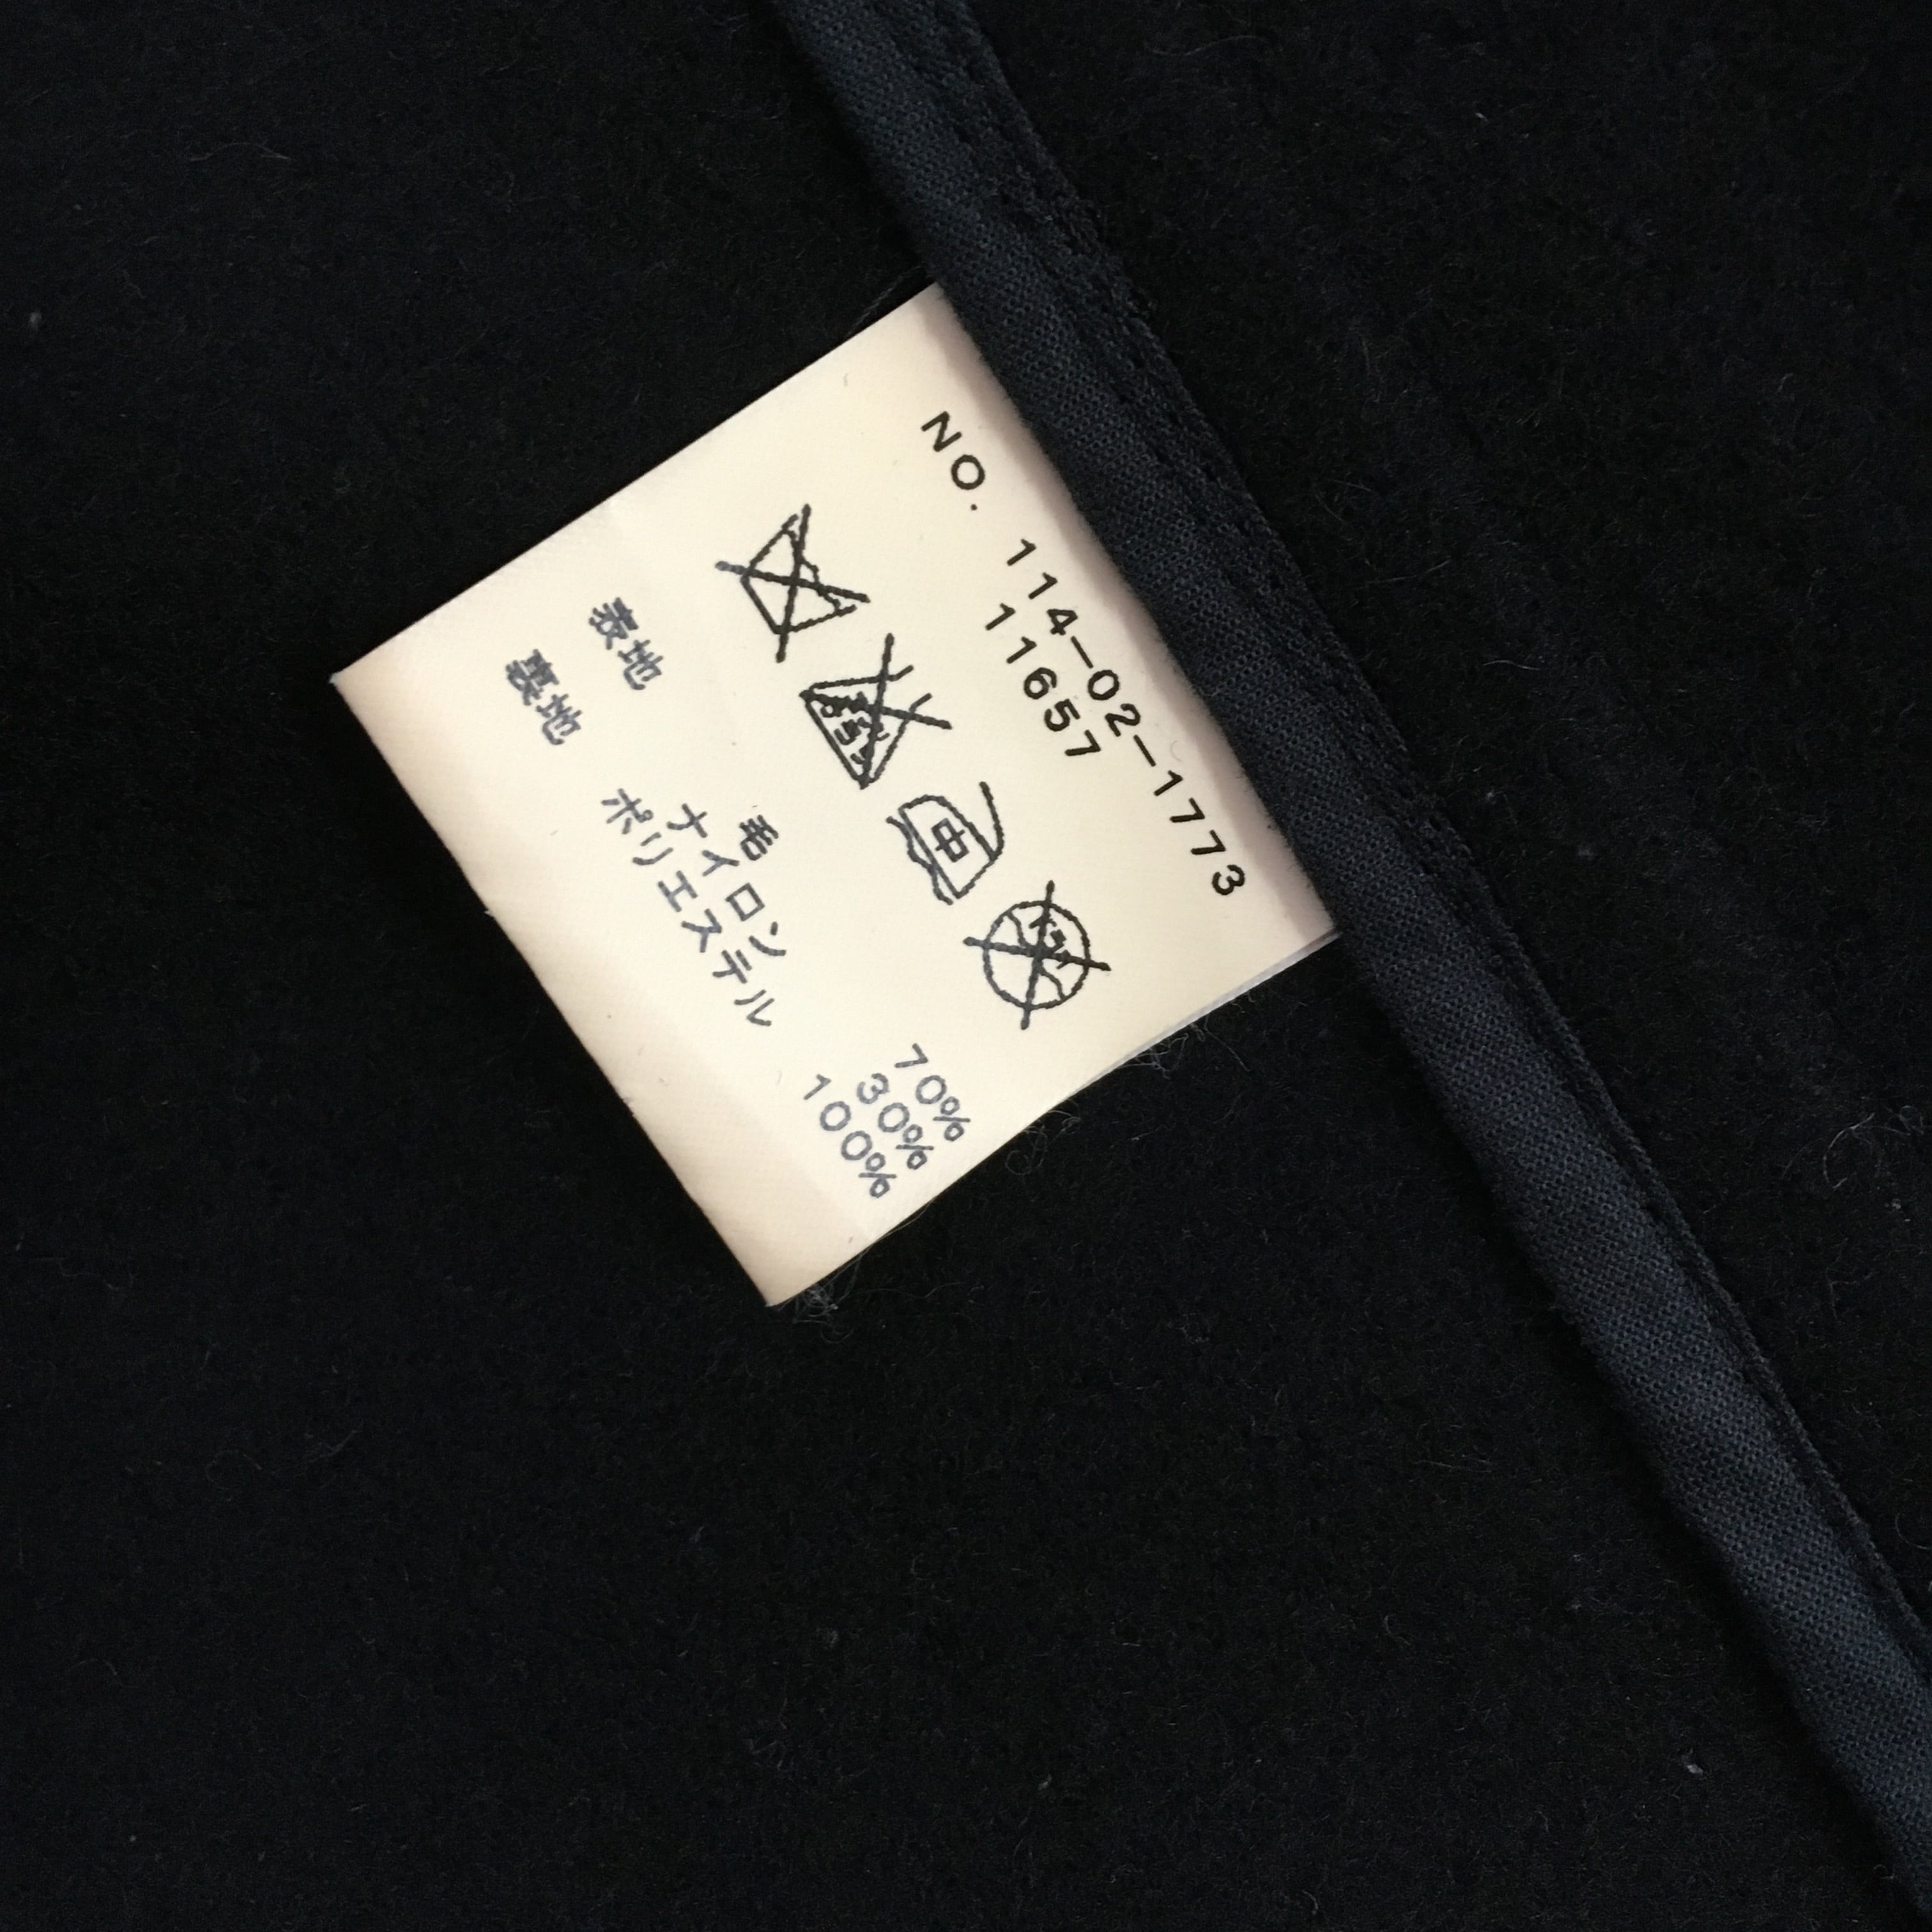 NO. 114-02-1773
11657
中
表地 毛 70%
ナイロン 30%
裏地 ポリエステル 100%